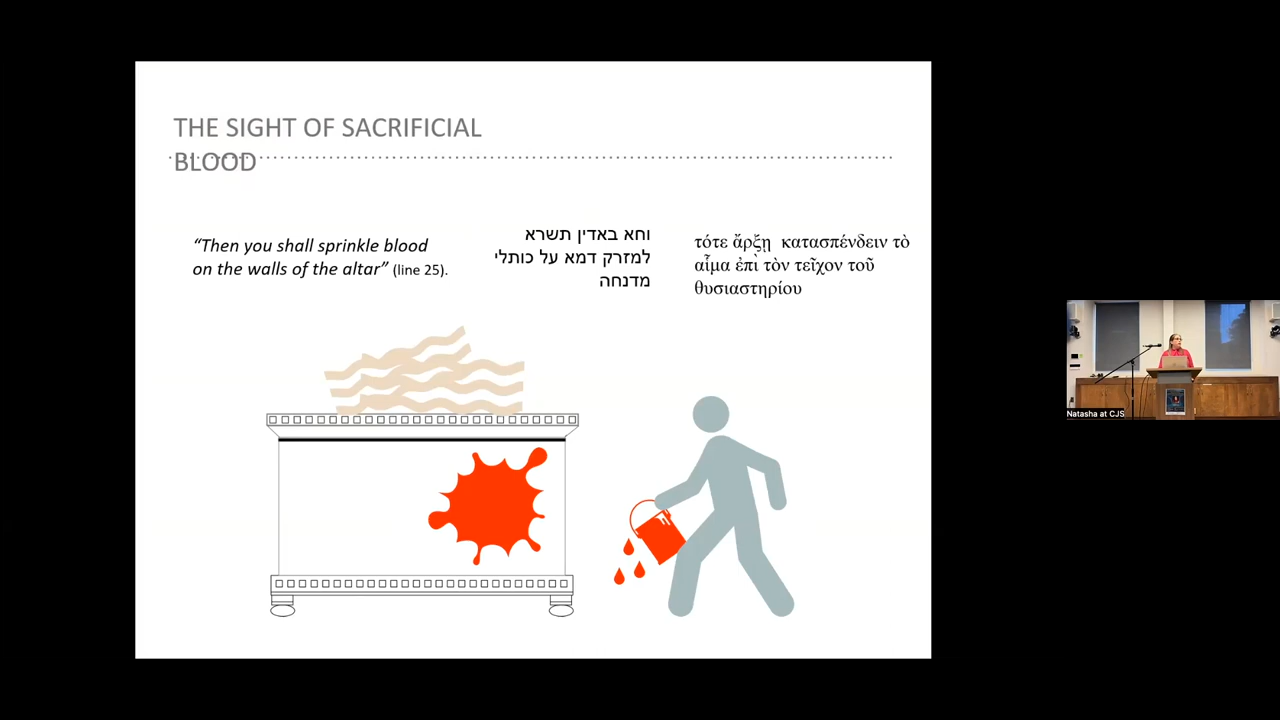 THE SIGHT OF SACRIFICIAL
BLOOD
“Then you shall sprinkle blood
on the walls of the altar” (line 25).
וחא באדין תשרא
למזרק דמא על כותלי
מדנחה
τότε ἄρξῃ κατασπένδειν τὸ
αἷμα ἐπὶ τὸν τεῖχον τοῦ
θυσιαστηρίου
Natasha at CJS